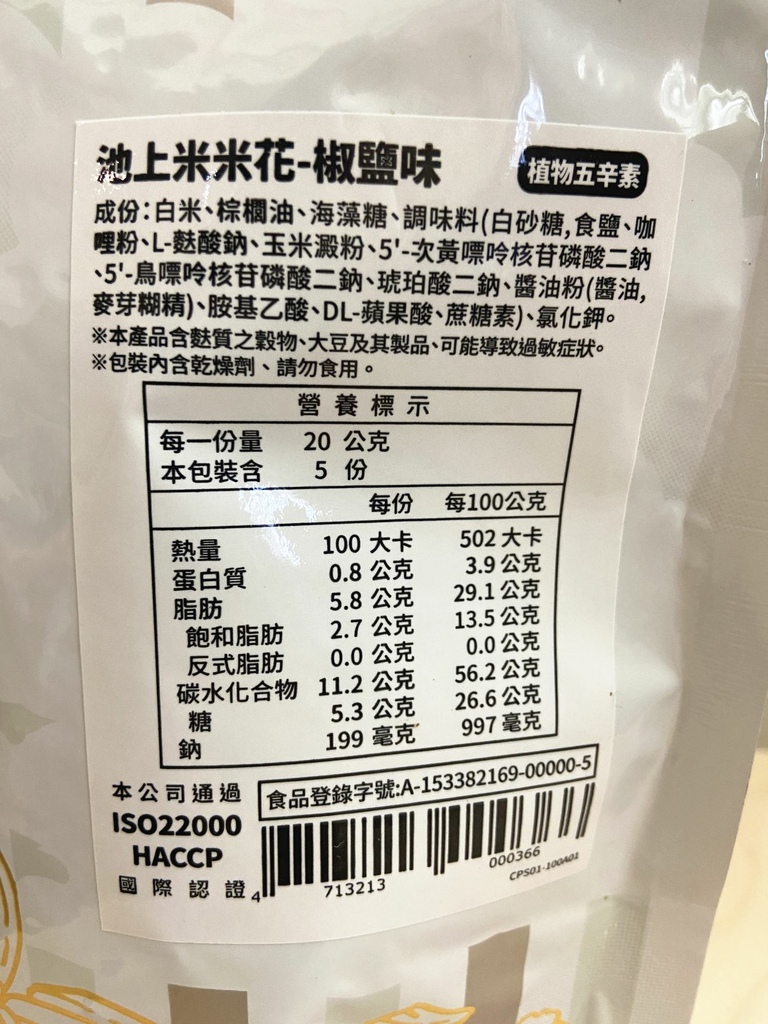 池上米米花-椒鹽味
植物五辛素
成份：白米、棕櫚油、海藻糖、調味料(白砂糖,食鹽、咖
哩粉、L-麩酸鈉、玉米澱粉、5'-次黃嘌呤核苷磷酸二鈉
、5'-鳥嘌呤核苷磷酸二鈉、琥珀酸二鈉、醬油粉(醬油,
麥芽糊精)、胺基乙酸、DL-蘋果酸、蔗糖素)、氯化鉀。
※本產品含麩質之穀物、大豆及其製品、可能導致過敏症狀。
※包裝內含乾燥劑、請勿食用。
營養標示
每一份量 20 公克
本包裝含 5 份
每份 每100公克
熱量 100 大卡 502 大卡
蛋白質 0.8 公克 3.9 公克
脂肪 5.8 公克 29.1 公克
飽和脂肪 2.7 公克 13.5 公克
反式脂肪 0.0 公克 0.0 公克
碳水化合物 11.2 公克 56.2 公克
糖 5.3 公克 26.6 公克
鈉 199 毫克 997 毫克
本公司通過
ISO22000
HACCP
國際認證
食品登錄字號:A-153382169-00000-5
4 713213 000366
CPS01-100A01